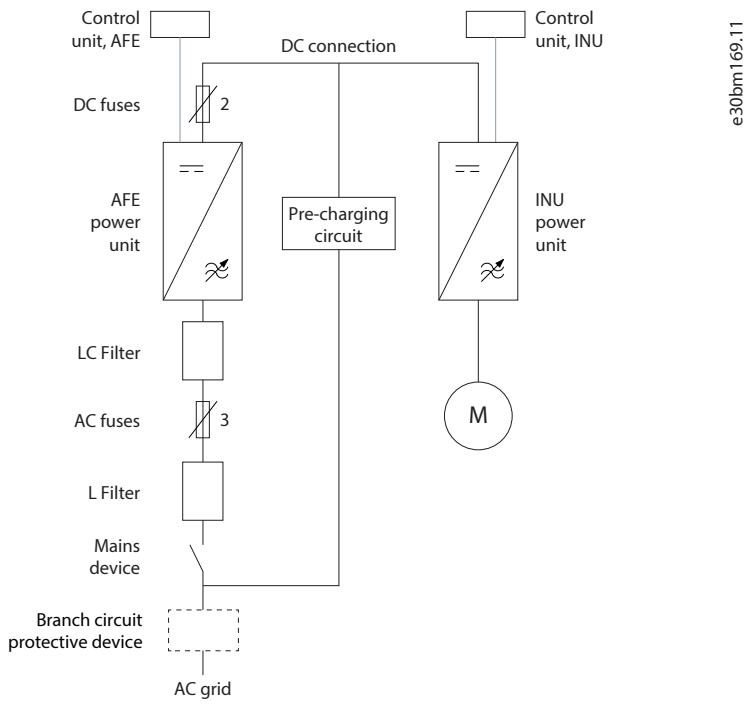 Control
unit, AFE
Control
unit, INU
DC connection
e30bm169.11
DC fuses
2
AFE
power
unit
Pre-charging
circuit
INU
power
unit
LC Filter
AC fuses
3
M
L Filter
Mains
device
Branch circuit
protective device
AC grid